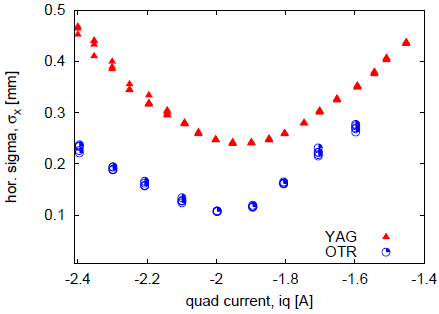 0.5
0.4
0.3
0.2
0.1
hor. sigma, σx [mm]
YAG
OTR
-2.4 -2.2 -2 -1.8 -1.6 -1.4
quad current, iq [A]